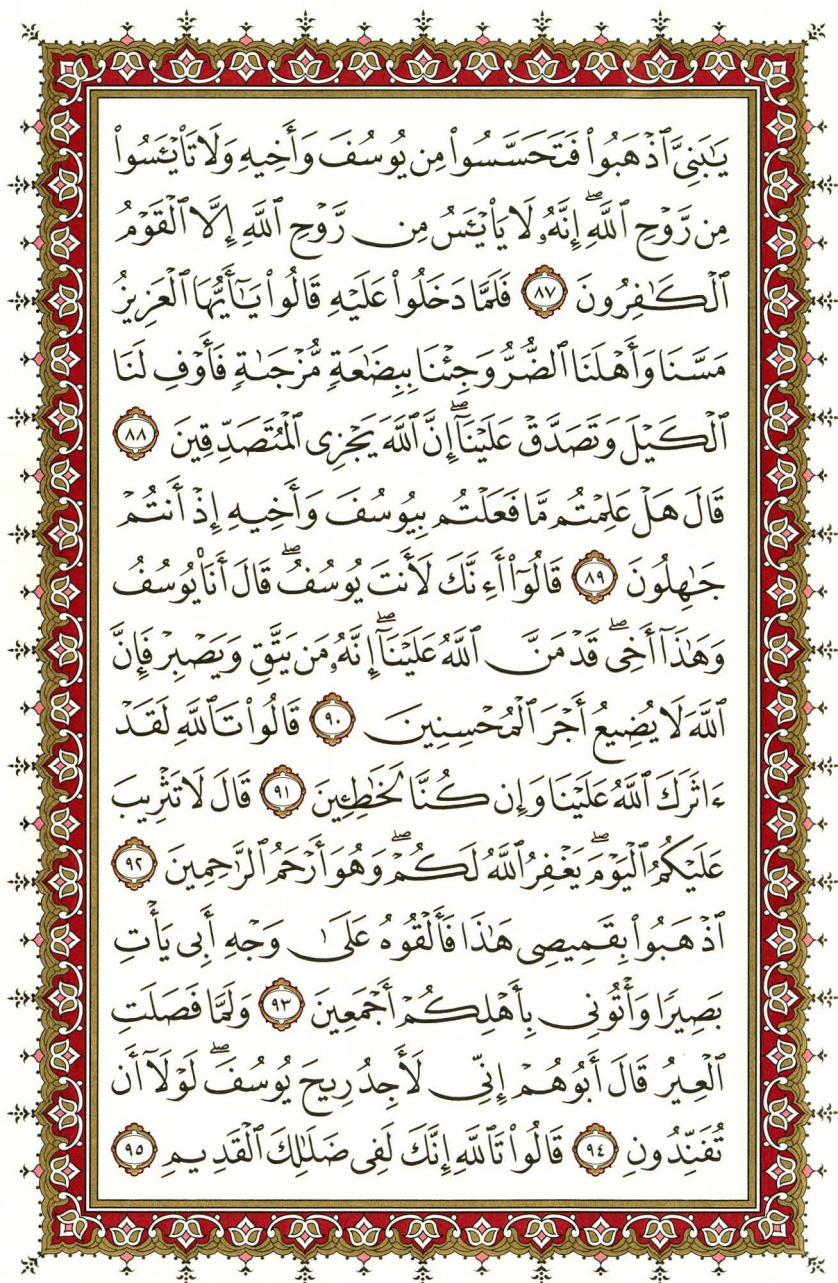 يَٰبَنِيَّ ٱذۡهَبُواْ فَتَحَسَّسُواْ مِن يُوسُفَ وَأَخِيهِ وَلَا تَاْيۡـَٔسُواْ
مِن رَّوۡحِ ٱللَّهِۖ إِنَّهُۥ لَا يَاْيۡـَٔسُ مِن رَّوۡحِ ٱللَّهِ إِلَّا ٱلۡقَوۡمُ
ٱلۡكَٰفِرُونَ ٨٧ فَلَمَّا دَخَلُواْ عَلَيۡهِ قَالُواْ يَٰٓأَيُّهَا ٱلۡعَزِيزُ
مَسَّنَا وَأَهۡلَنَا ٱلضُّرُّ وَجِئۡنَا بِبِضَٰعَةٖ مُّزۡجَىٰةٖ فَأَوۡفِ لَنَا
ٱلۡكَيۡلَ وَتَصَدَّقۡ عَلَيۡنَآۖ إِنَّ ٱللَّهَ يَجۡزِي ٱلۡمُتَصَدِّقِينَ ٨٨
قَالَ هَلۡ عَلِمۡتُم مَّا فَعَلۡتُم بِيُوسُفَ وَأَخِيهِ إِذۡ أَنتُمۡ
جَٰهِلُونَ ٨٩ قَالُوٓاْ أَءِنَّكَ لَأَنتَ يُوسُفُۖ قَالَ أَنَا۠ يُوسُفُ
وَهَٰذَآ أَخِيۖ قَدۡ مَنَّ ٱللَّهُ عَلَيۡنَآۖ إِنَّهُۥ مَن يَتَّقِ وَيَصۡبِرۡ فَإِنَّ
ٱللَّهَ لَا يُضِيعُ أَجۡرَ ٱلۡمُحۡسِنِينَ ٩٠ قَالُواْ تَٱللَّهِ لَقَدۡ
ءَاثَرَكَ ٱللَّهُ عَلَيۡنَا وَإِن كُنَّا لَخَٰطِـِٔينَ ٩١ قَالَ لَا تَثۡرِيبَ
عَلَيۡكُمُ ٱلۡيَوۡمَۖ يَغۡفِرُ ٱللَّهُ لَكُمۡۖ وَهُوَ أَرۡحَمُ ٱلرَّٰحِمِينَ ٩٢
ٱذۡهَبُواْ بِقَمِيصِي هَٰذَا فَأَلۡقُوهُ عَلَىٰ وَجۡهِ أَبِي يَأۡتِ
بَصِيرٗا وَأۡتُونِي بِأَهۡلِكُمۡ أَجۡمَعِينَ ٩٣ وَلَمَّا فَصَلَتِ
ٱلۡعِيرُ قَالَ أَبُوهُمۡ إِنِّي لَأَجِدُ رِيحَ يُوسُفَۖ لَوۡلَآ أَن
تُفَنِّدُونِ ٩٤ قَالُواْ تَٱللَّهِ إِنَّكَ لَفِي ضَلَٰلِكَ ٱلۡقَدِيمِ ٩٥